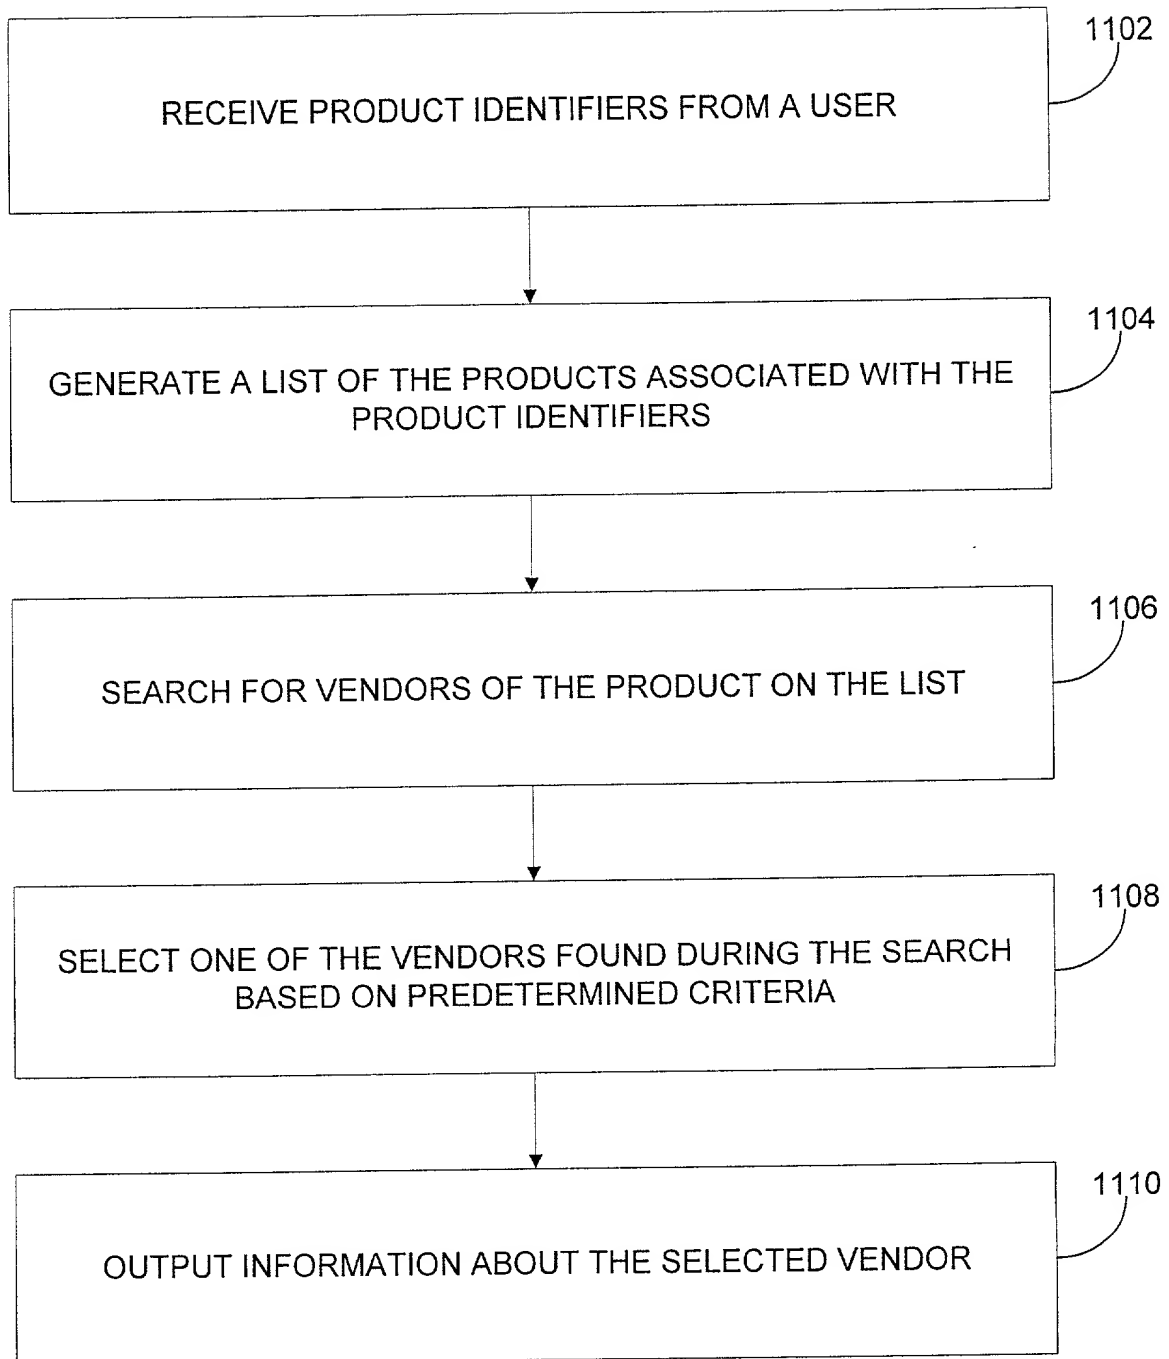 1102
RECEIVE PRODUCT IDENTIFIERS FROM A USER
1104
GENERATE A LIST OF THE PRODUCTS ASSOCIATED WITH THE
PRODUCT IDENTIFIERS
1106
SEARCH FOR VENDORS OF THE PRODUCT ON THE LIST
1108
SELECT ONE OF THE VENDORS FOUND DURING THE SEARCH
BASED ON PREDETERMINED CRITERIA
1110
OUTPUT INFORMATION ABOUT THE SELECTED VENDOR